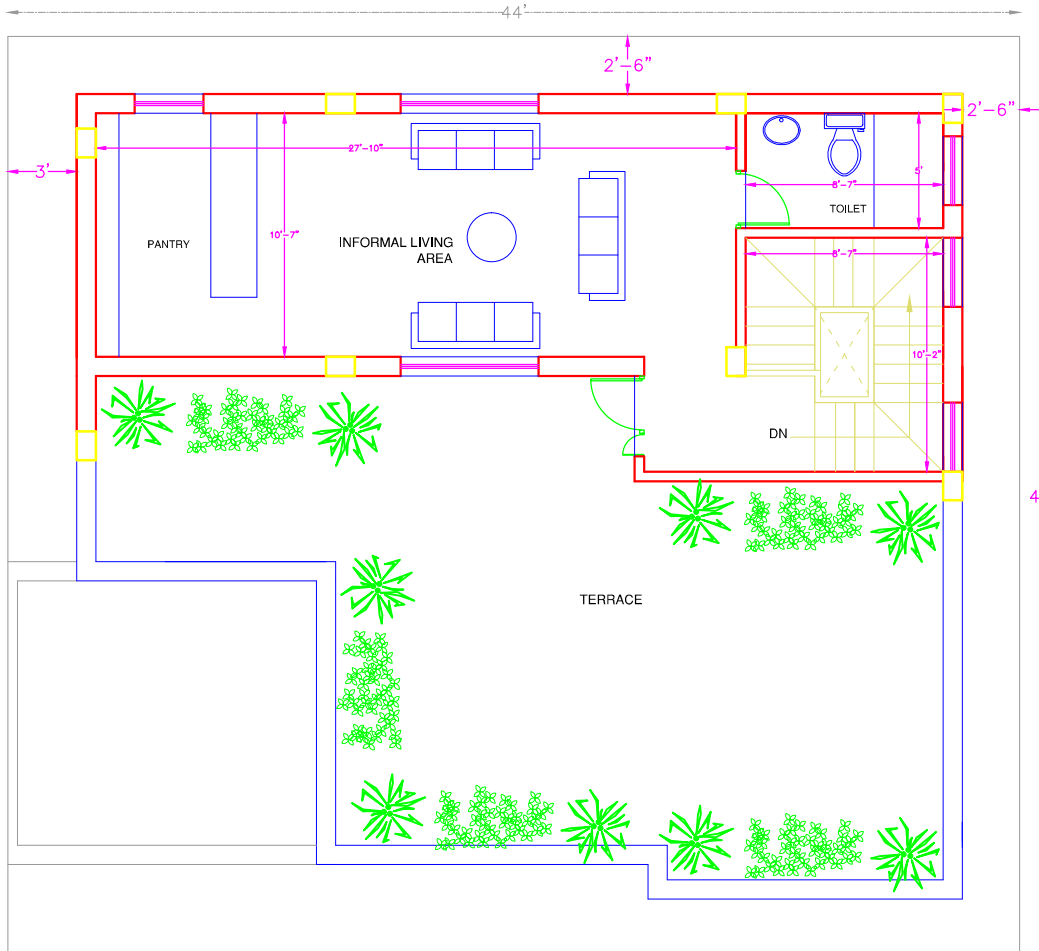 44'
2'-6"
2'-6"
3'
27'-10"
5'
8'-7"
TOILET
10'-7"
PANTRY
INFORMAL LIVING
AREA
8'-7"
10'-2"
DN
4
TERRACE